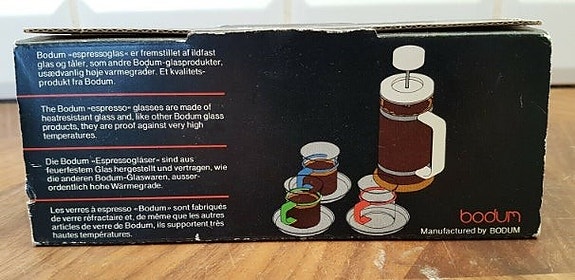 Bodum »espressoglas« er fremstillet af ildfast
glas og tåler, som andre Bodum-glasprodukter,
usædvanlig høje varmegrader. Et kvalitets-
produkt fra Bodum.
The Bodum »espresso« glasses are made of
heatresistant glass and, like other Bodum glass
products, they are proof against very high
temperatures.
Die Bodum »Espressogläser« sind aus
feuerfestem Glas hergestellt und vertragen, wie
die anderen Bodum-Glaswaren, ausser-
ordentlich hohe Wärmegrade.
Les verres à espresso »Bodum« sont fabriqués
de verre réfractaire et, de même que les autres
articles de verre de Bodum, ils supportent très
hautes températures.
bodum
Manufactured by BODUM